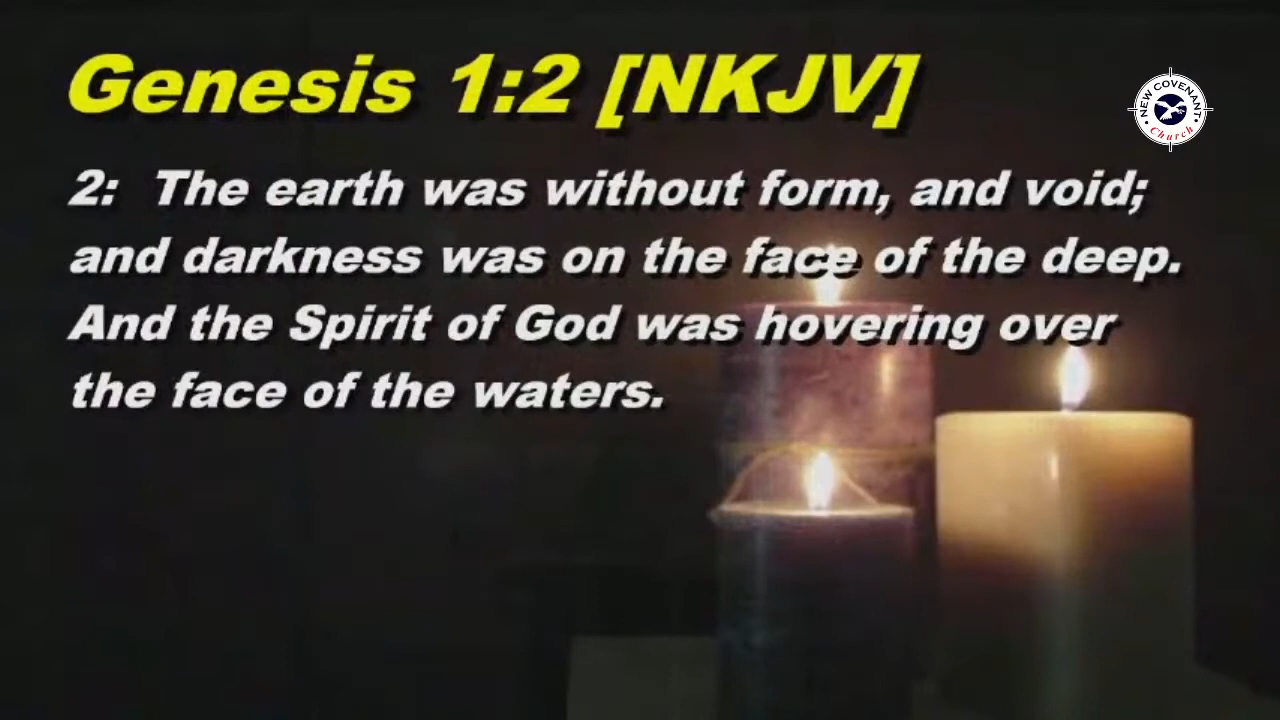 Genesis 1:2 [NKJV]
NEW COVENANT
Church
2: The earth was without form, and void;
and darkness was on the face of the deep.
And the Spirit of God was hovering over
the face of the waters.